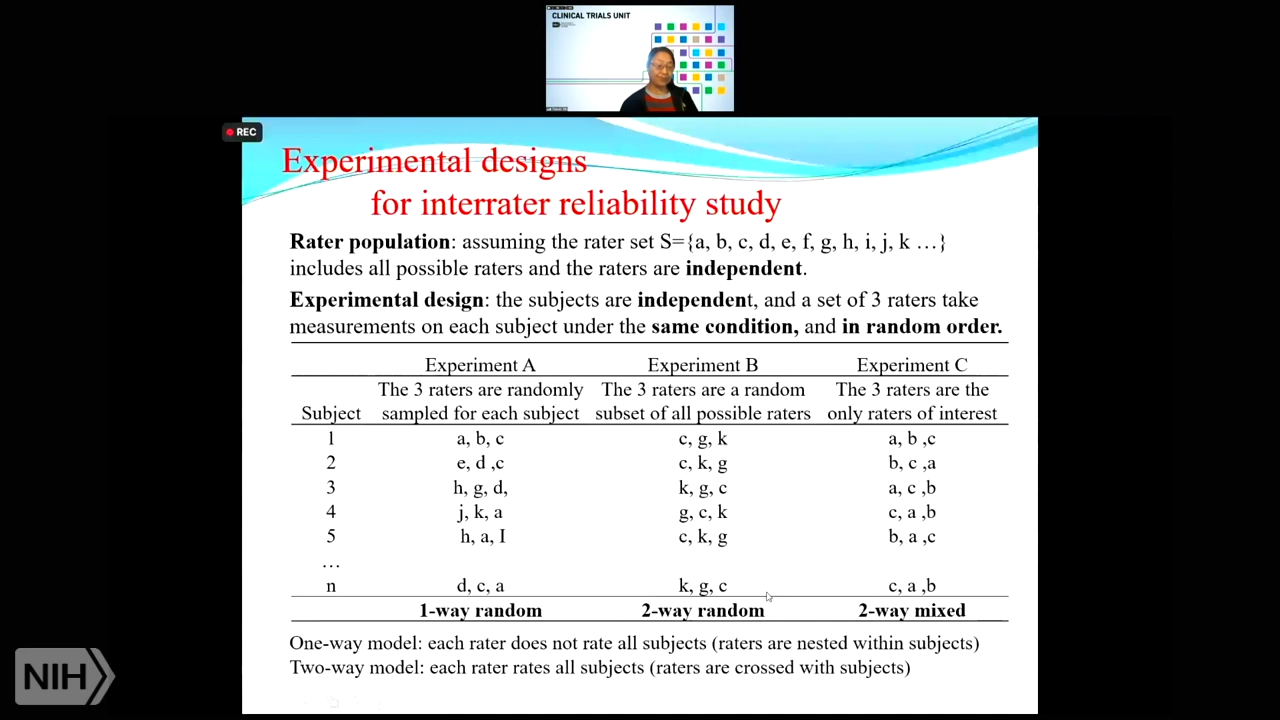 CLINICAL TRIALS UNIT
REC
Experimental designs
for interrater reliability study
Rater population: assuming the rater set S={a, b, c, d, e, f, g, h, i, j, k …}
includes all possible raters and the raters are independent.
Experimental design: the subjects are independent, and a set of 3 raters take
measurements on each subject under the same condition, and in random order.
Experiment A Experiment B Experiment C
The 3 raters are randomly The 3 raters are a random The 3 raters are the
Subject sampled for each subject subset of all possible raters only raters of interest
1 a, b, c c, g, k a, b ,c
2 e, d ,c c, k, g b, c ,a
3 h, g, d, k, g, c a, c ,b
4 j, k, a g, c, k c, a ,b
5 h, a, I c, k, g b, a ,c
…
n d, c, a k, g, c c, a ,b
1-way random 2-way random 2-way mixed
One-way model: each rater does not rate all subjects (raters are nested within subjects)
Two-way model: each rater rates all subjects (raters are crossed with subjects)
NIH